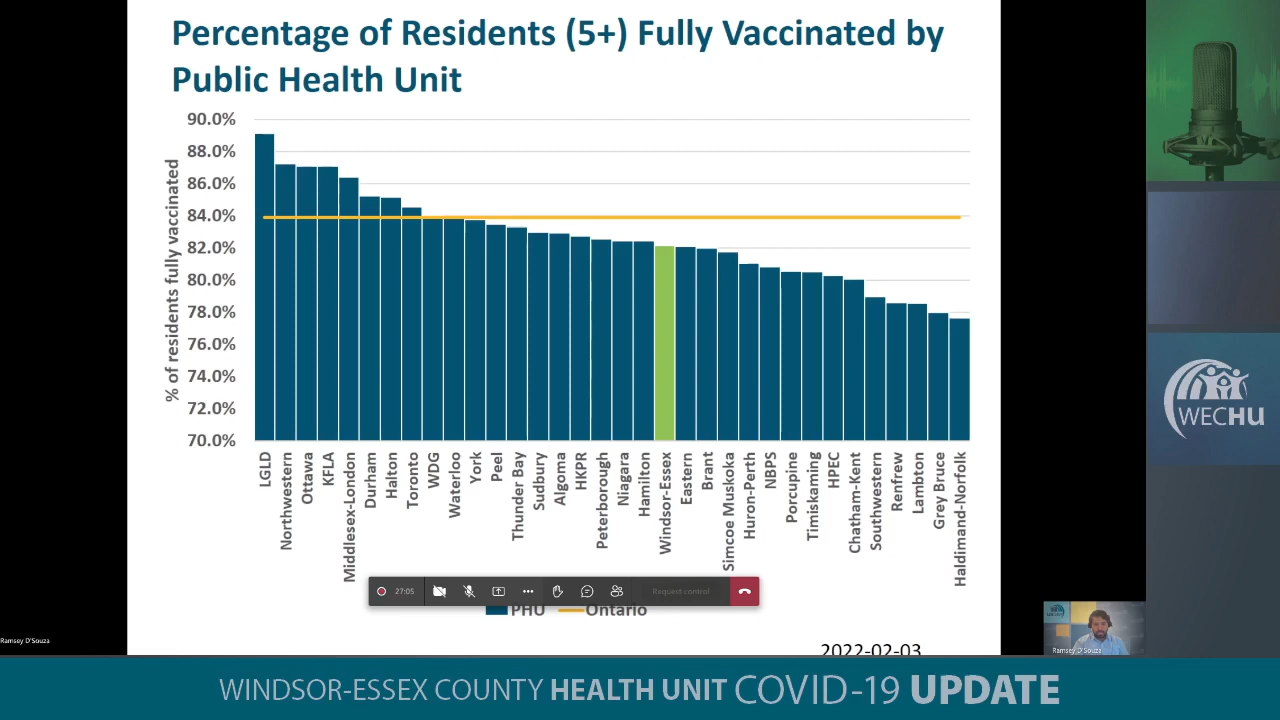 Percentage of Residents (5+) Fully Vaccinated by
Public Health Unit
% of residents fully vaccinated
90.0%
88.0%
86.0%
84.0%
82.0%
80.0%
78.0%
76.0%
74.0%
72.0%
70.0%
LGLD
Northwestern
Ottawa
KFLA
Middlesex-London
Durham
Halton
Toronto
WDG
Waterloo
York
Peel
Thunder Bay
Sudbury
Algoma
HKPR
Peterborough
Niagara
Hamilton
Windsor-Essex
Eastern
Brant
Simcoe Muskoka
Huron-Perth
NBPS
Porcupine
Timiskaming
HPEC
Chatham-Kent
Southwestern
Renfrew
Lambton
Grey Bruce
Haldimand-Norfolk
27:05
Request control
PHU
Ontario
2022-02-03
WECHU
Ramsey D'Souza
Ramsey D'Souza
WINDSOR-ESSEX COUNTY HEALTH UNIT COVID-19 UPDATE